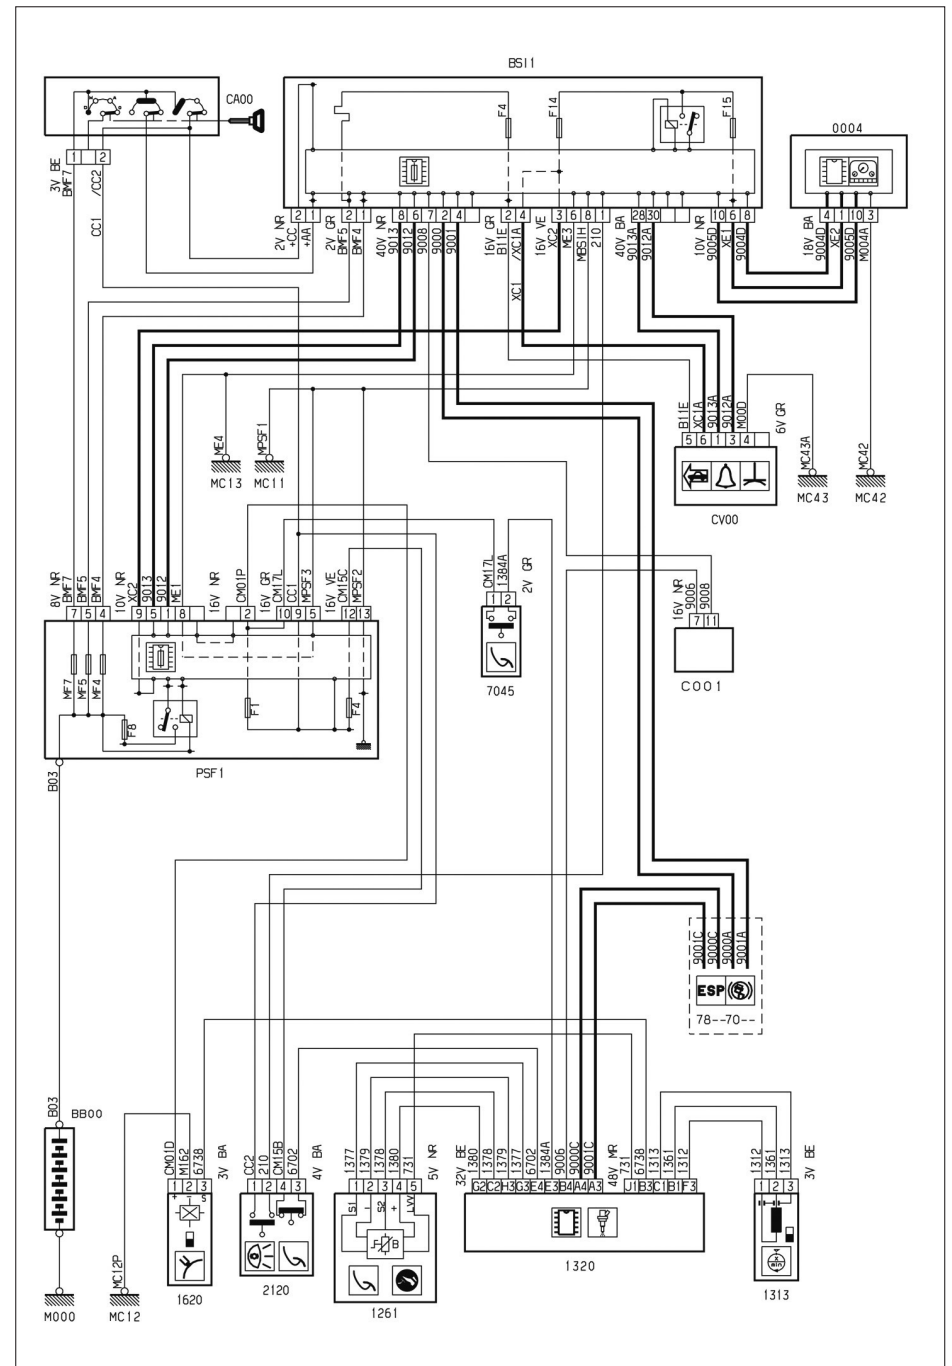 BSI1
CA00
F4
F14
F15
0004
1 2
3V BE
BMF7
/CC2
CC1
2 1
2V NR
+CC
+AA
2 1
2V GR
BMF5
BMF4
8 6 7 2 4
40V NR
9013
9012
9008
9000
9001
2 4
16V GR
B11E
/XC1A
XC1
3 6 8 1
16V VE
XC2
ME3
MBS1H
210
28 30
40V BA
9013A
9012A
10 6 8
10V NR
9005D
XE1
9004D
4 1 10 3
18V BA
9004D
XE2
9005D
M004A
B11E
XC1A
9013A
9012A
M00D
5 6 1 3 4
6V GR
CV00
MC43A
MC43
MC42
MC42
ME4
MC13
MPSF1
MC11
8V NR
BMF7
BMF5
BMF4
7 5 4
10V NR
XC2
9013
9012
ME1
9 5 1 8
16V NR
CM01P
2
16V GR
CM17L
CC1
MPSF3
10 9 5
16V VE
CM15C
MPSF2
12 13
MF7
MF5
MF4
F8
F1
F4
PSF1
CM17L
1384A
1 2
2V GR
7045
16V NR
9006
9008
7 11
C001
B03
9001C
9000C
9000A
9001A
ESP
78--70--
B03
BB00
M000
MC12P
MC12
CM01D
M162
6738
3V BA
1 2 3
+ - S
1620
CC2
210
CM15B
6702
4V BA
1 2 4 3
2120
1377
1379
1378
1380
731
5V NR
1 2 3 4 5
S1 - S2 + LVV
F B
1261
32V BE
1380
1378
1379
1377
6702
1384A
9006
9000C
9001C
G2 C2 H3 G3 E4 E3 B4 A4 A3
48V MR
731
6738
1313
1361
1312
J1 B3 C1 B1 F3
1320
1312
1361
1313
3V BE
1 2 3
x
min
1313